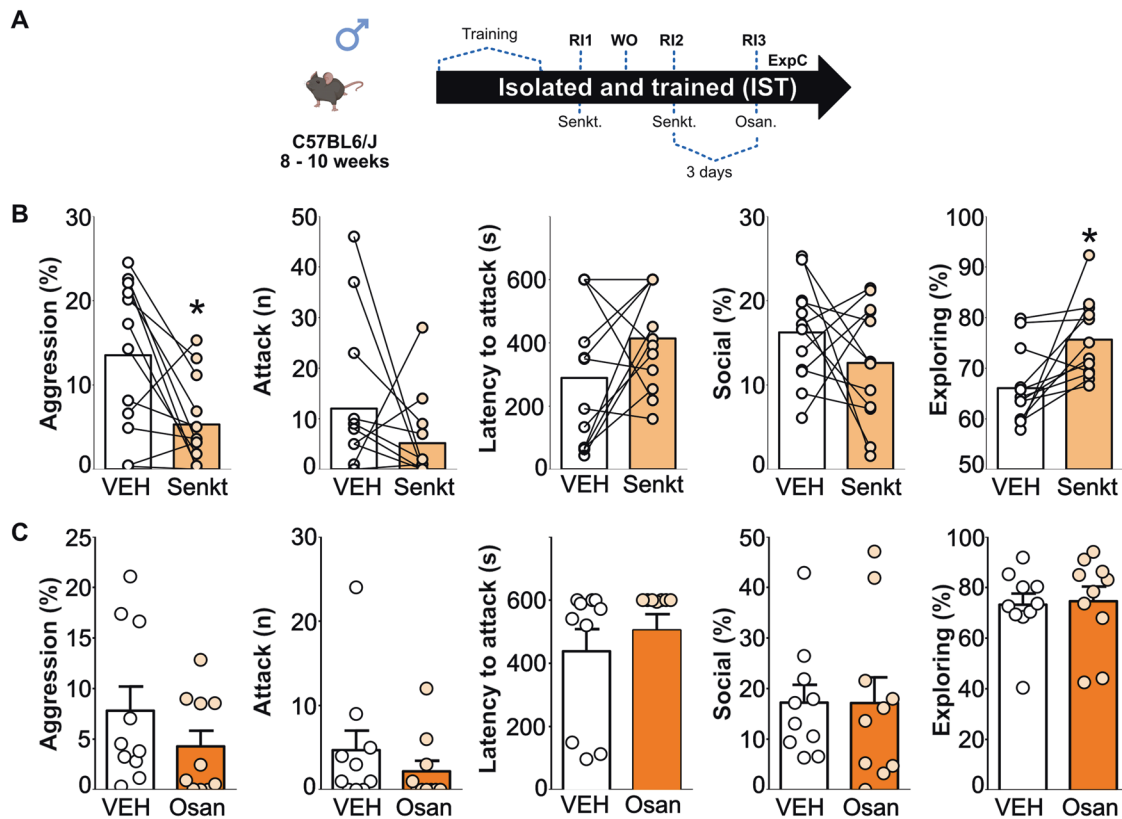 A
Training
RI1 WO RI2 RI3
ExpC
Isolated and trained (IST)
Senkt. Senkt. Osan.
3 days
C57BL6/J
8 - 10 weeks
B
Aggression (%)
30
20
10
0
*
VEH Senkt
Attack (n)
50
40
30
20
10
0
VEH Senkt
Latency to attack (s)
600
400
200
0
VEH Senkt
Social (%)
30
20
10
0
VEH Senkt
Exploring (%)
100
90
80
70
60
50
*
VEH Senkt
C
Aggression (%)
25
20
15
10
5
0
VEH Osan
Attack (n)
30
20
10
0
VEH Osan
Latency to attack (s)
600
400
200
0
VEH Osan
Social (%)
50
40
30
20
10
0
VEH Osan
Exploring (%)
100
80
60
40
20
0
VEH Osan